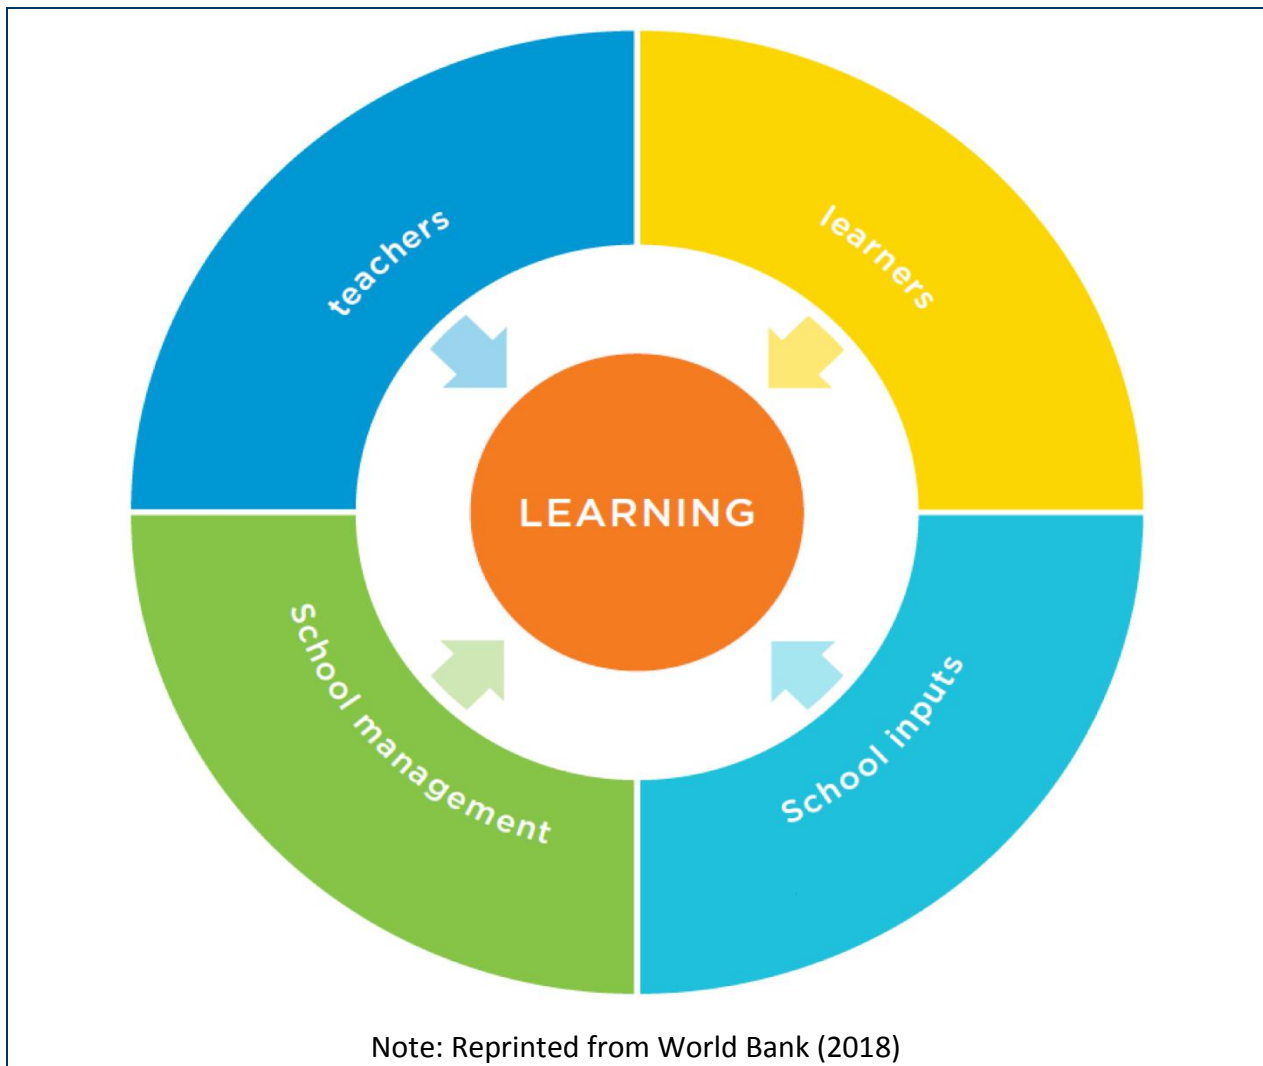 teachers
learners
LEARNING
School management
School inputs
Note: Reprinted from World Bank (2018)